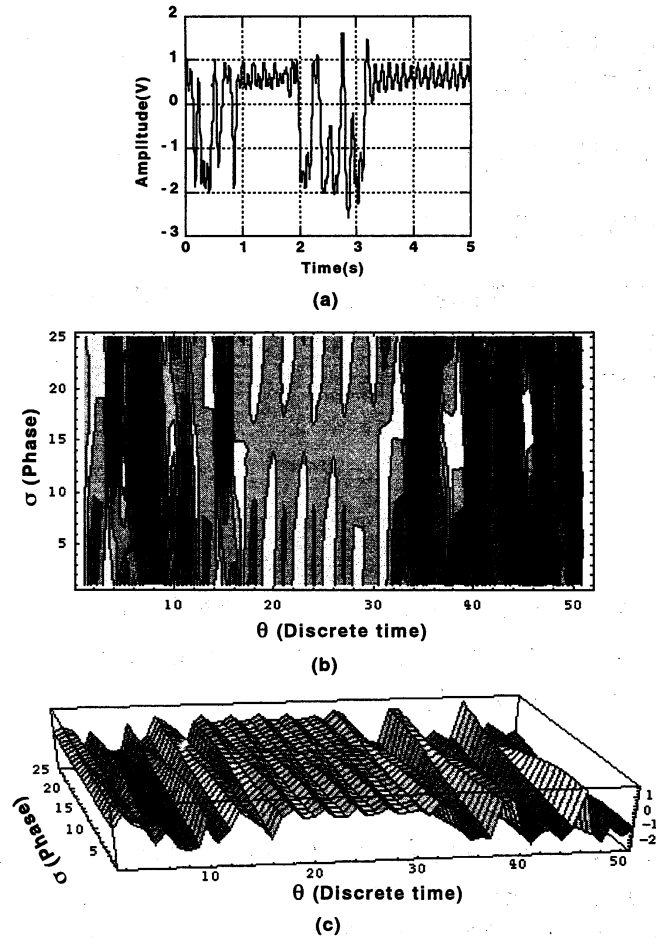 2
1
0
-1
-2
-3
Amplitude(V)
0 1 2 3 4 5
Time(s)
(a)
25
20
15
10
5
σ (Phase)
10 20 30 40 50
θ (Discrete time)
(b)
25
20
15
10
5
σ (Phase)
1
0
-1
-2
10 20 30 40 50
θ (Discrete time)
(c)